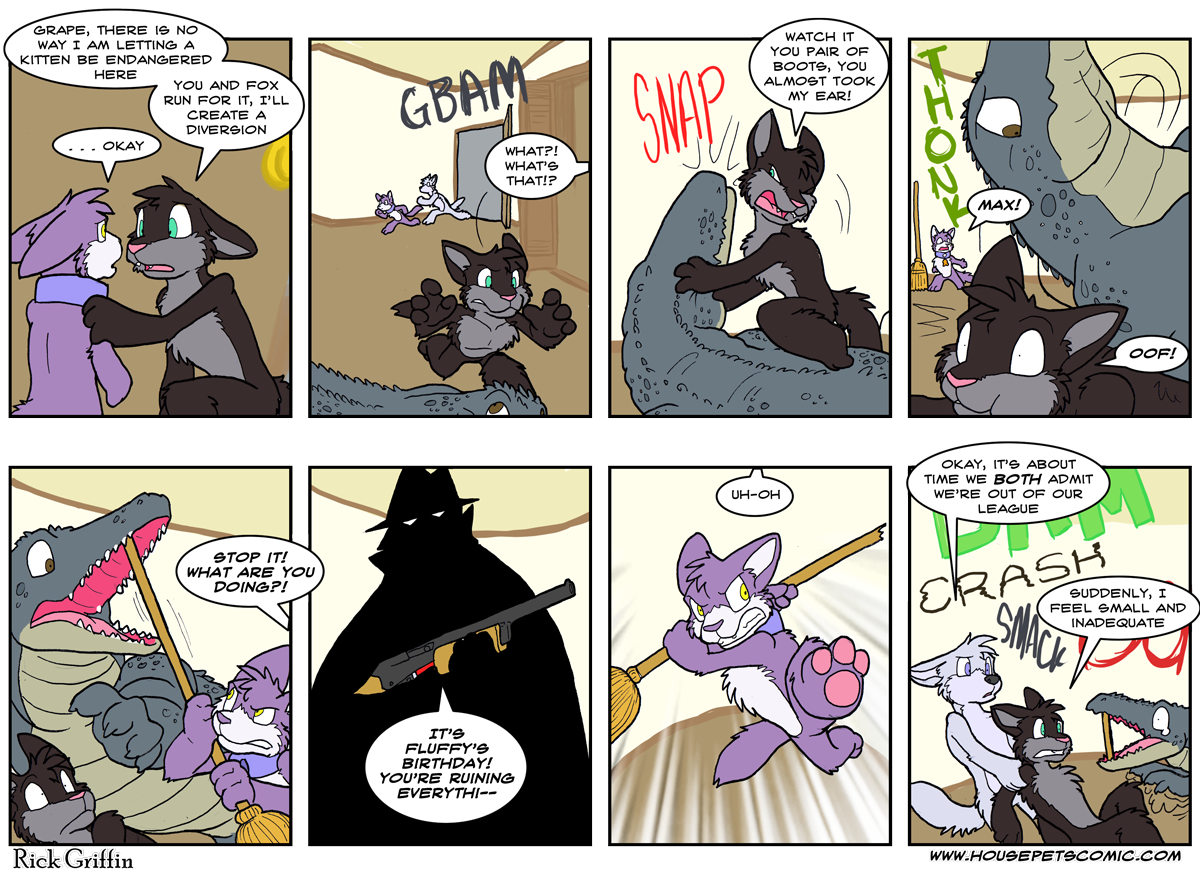 GRAPE, THERE IS NO
WAY I AM LETTING A
KITTEN BE ENDANGERED
HERE
YOU AND FOX
RUN FOR IT, I'LL
CREATE A
DIVERSION
. . . . OKAY
GBAM
WHAT?!
WHAT'S
THAT!?
SNAP
WATCH IT
YOU PAIR OF
BOOTS, YOU
ALMOST TOOK
MY EAR!
THONK
MAX!
OOF!
STOP IT!
WHAT ARE YOU
DOING?!
IT'S
FLUFFY'S
BIRTHDAY!
YOU'RE RUINING
EVERYTHI--
UH-OH
OKAY, IT'S ABOUT
TIME WE BOTH ADMIT
WE'RE OUT OF OUR
LEAGUE
CRASH
SMACK
SUDDENLY, I
FEEL SMALL AND
INADEQUATE
Rick Griffin
WWW.HOUSEPETSCOMIC.COM